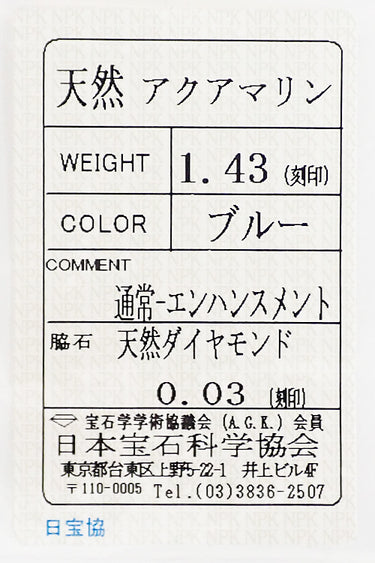 天然 アクアマリン
WEIGHT 1.43 (刻印)
COLOR ブルー
COMMENT
通常-エンハンスメント
脇石 天然ダイヤモンド
0.03 (刻印)
宝石学学術協議会 (A.G.K.) 会員
日本宝石科学協会
東京都台東区上野5-22-1 井上ビル4F
〒110-0005 Tel.(03)3836-2507
日宝協